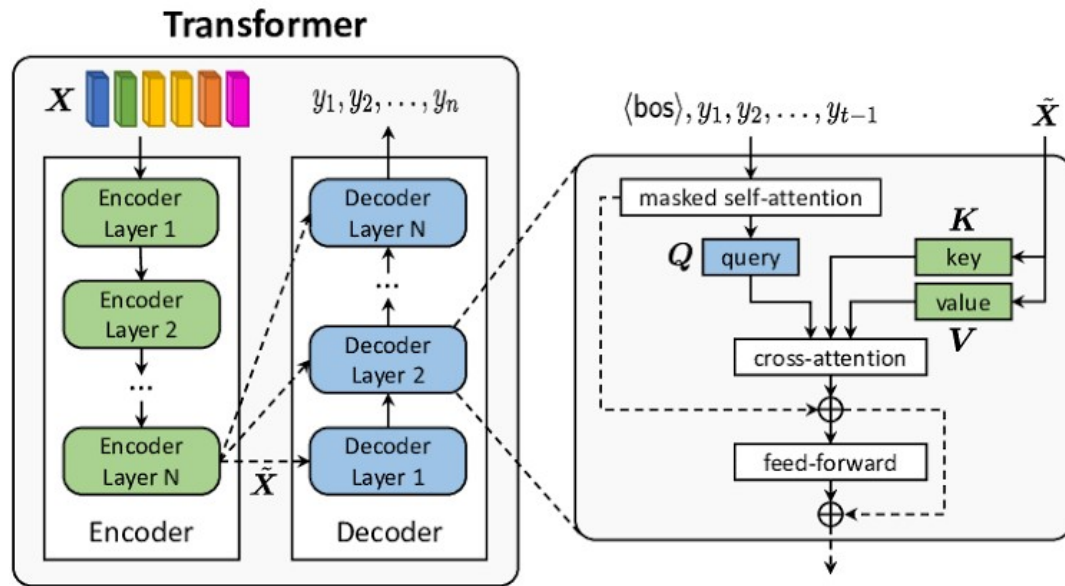 Transformer
X
y₁, y₂, …, yₙ
Encoder
Layer 1
Encoder
Layer 2
...
Encoder
Layer N
Encoder
Decoder
Layer N
...
Decoder
Layer 2
Decoder
Layer 1
X̃
Decoder
⟨bos⟩, y₁, y₂, …, yₜ₋₁
X̃
masked self-attention
Q
query
K
key
value
V
cross-attention
feed-forward